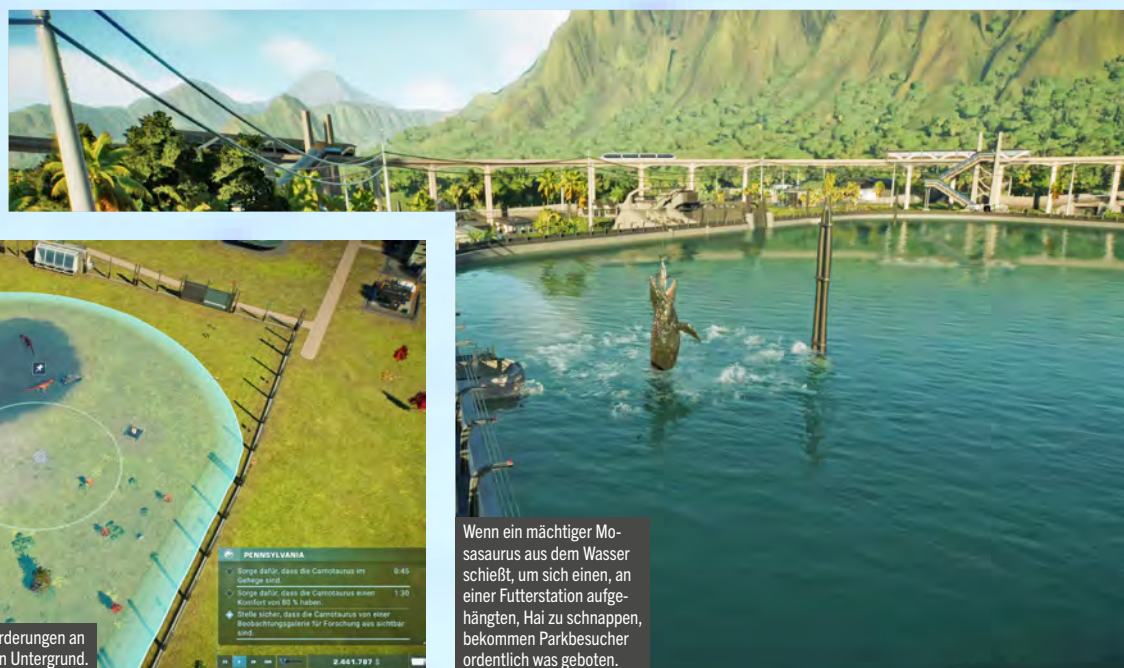 PENNSYLVANIA
Sorge dafür, dass die Carnotaurus im 0:45
Gehege sind.
Sorge dafür, dass die Carnotaurus einen 1:30
Komfort von 80 % haben.
Stelle sicher, dass die Carnotaurus von einer
Beobachtungsgalerie für Forschung aus sichtbar
sind.
2.441.787 $
rderungen an
n Untergrund.
Wenn ein mächtiger Mo-
sasaurus aus dem Wasser
schießt, um sich einen, an
einer Futterstation aufge-
hängten, Hai zu schnappen,
bekommen Parkbesucher
ordentlich was geboten.